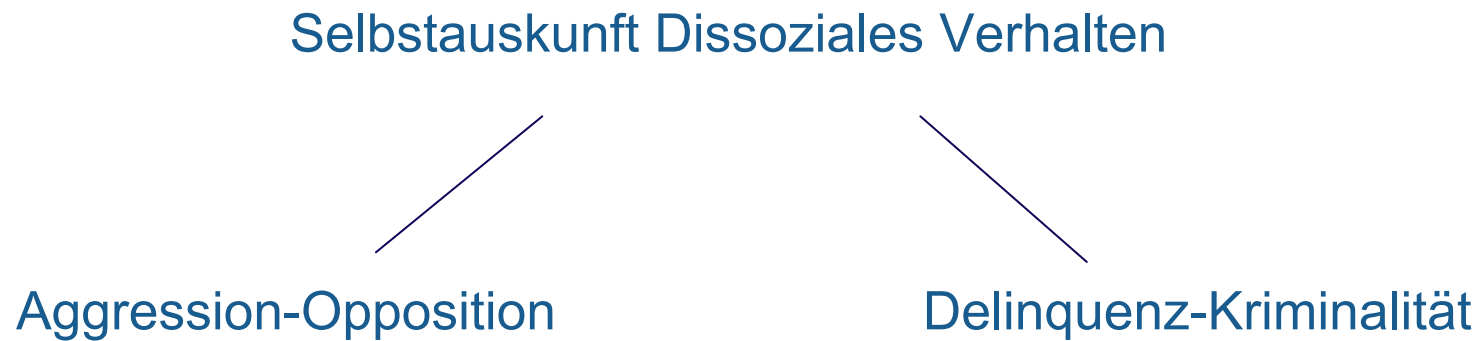 Selbstauskunft Dissoziales Verhalten
Aggression-Opposition
Delinquenz-Kriminalität